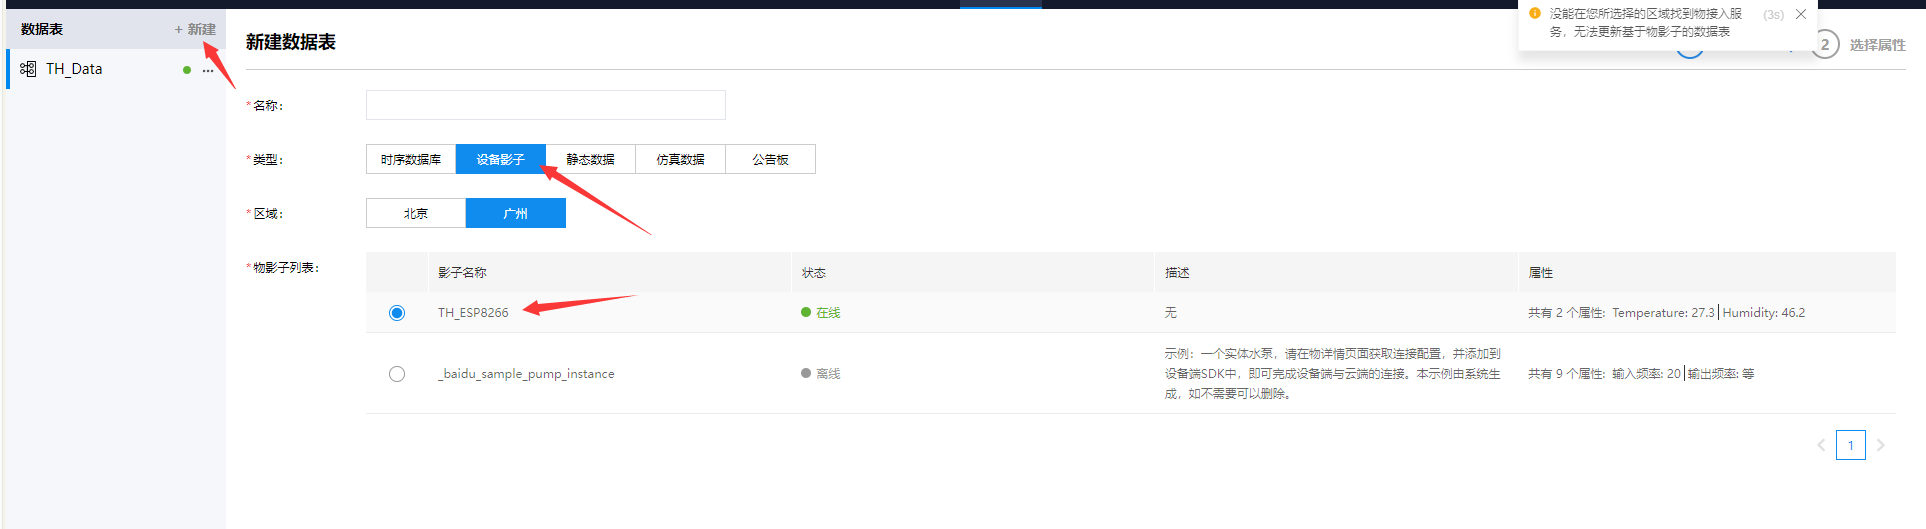 数据表
+ 新建
TH_Data
...
新建数据表
没能在您所选择的区域找到物接入服
务，无法更新基于物影子的数据表
(3s)
2 选择属性
*名称：
*类型：
时序数据库 设备影子 静态数据 仿真数据 公告板
*区域：
北京 广州
*物影子列表：
影子名称 状态 描述 属性
TH_ESP8266 在线 无 共有 2 个属性: Temperature: 27.3 Humidity: 46.2
示例：一个实体水泵，请在物详情页面获取连接配置，并添加到
_baidu_sample_pump_instance 离线 设备端SDK中，即可完成设备端与云端的连接。本示例由系统生 共有 9 个属性: 输入频率: 20 输出频率: 等
成，如不需要可以删除。
1